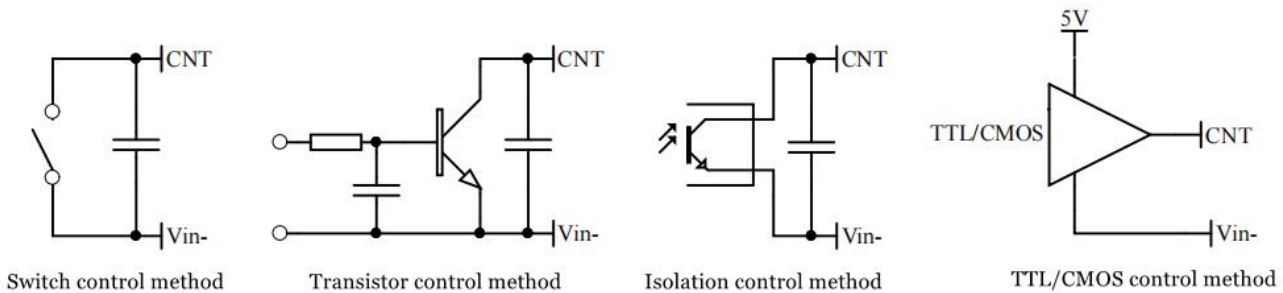 5V
CNT
CNT
CNT
TTL/CMOS
CNT
Vin-
Vin-
Vin-
Vin-
Switch control method
Transistor control method
Isolation control method
TTL/CMOS control method